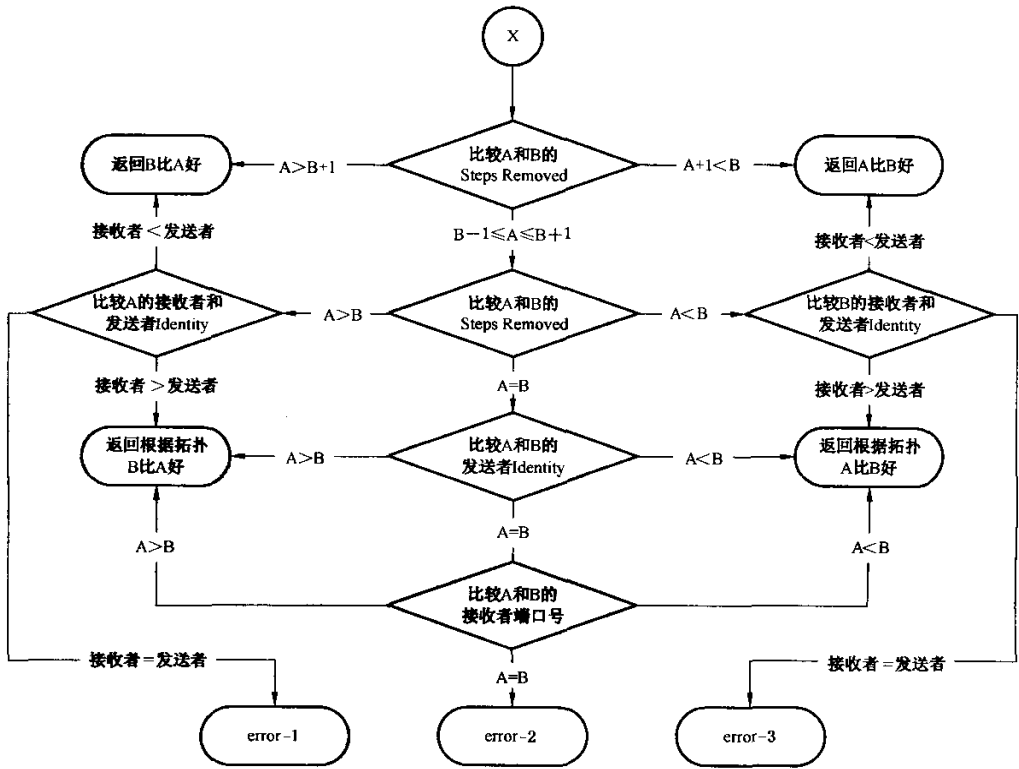 X
比较A和B的
Steps Removed
返回B比A好
A>B+1
A+1<B
返回A比B好
接收者<发送者
B-1≤A≤B+1
接收者<发送者
比较A的接收者和
发送者Identity
A>B
比较A和B的
Steps Removed
A<B
比较B的接收者和
发送者Identity
接收者>发送者
A=B
接收者>发送者
返回根据拓扑
B比A好
A>B
比较A和B的
发送者Identity
A<B
返回根据拓扑
A比B好
A>B
A=B
A<B
比较A和B的
接收者端口号
接收者=发送者
A=B
接收者=发送者
error-1
error-2
error-3